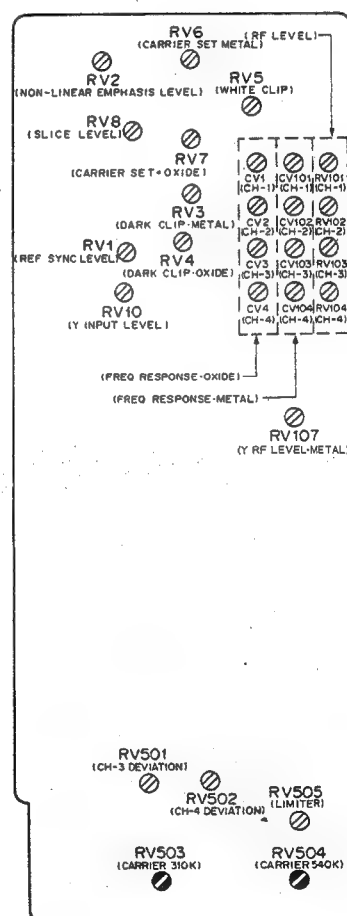 RV6
(CARRIER SET METAL)
(RF LEVEL)
RV2
(NON-LINEAR EMPHASIS LEVEL)
RV5
(WHITE CLIP)
RV8
(SLICE LEVEL)
RV7
(CARRIER SET-OXIDE)
CV1 CV101 RV101
(CH-1) (CH-1) (CH-1)
RV3
(DARK CLIP-METAL)
CV2 CV102 RV102
(CH-2) (CH-2) (CH-2)
RV1
(REF SYNC LEVEL)
RV4
(DARK CLIP-OXIDE)
CV3 CV103 RV103
(CH-3) (CH-3) (CH-3)
RV10
(Y INPUT LEVEL)
CV4 CV104 RV104
(CH-4) (CH-4) (CH-4)
(FREQ RESPONSE-OXIDE)
(FREQ RESPONSE-METAL)
RV107
(Y RF LEVEL-METAL)
RV501
(CH-3 DEVIATION)
RV502
(CH-4 DEVIATION)
RV505
(LIMITER)
RV503
(CARRIER 310K)
RV504
(CARRIER 540K)